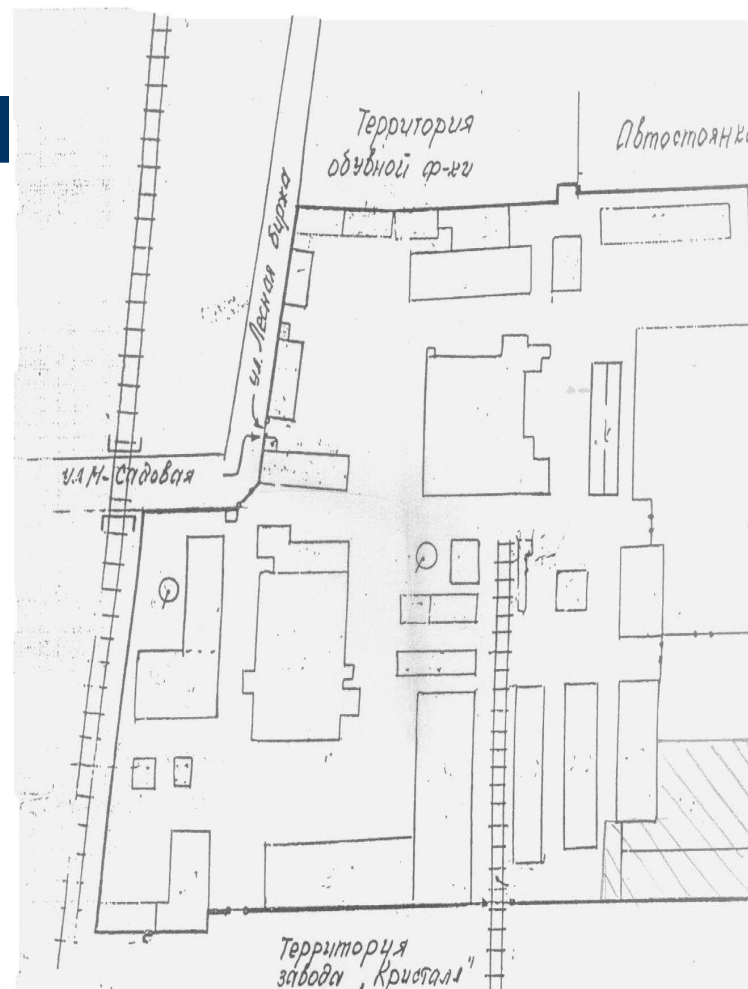 Территория
обувной ф-ки
Автостоянка
ул. Лесная биржа
ул М-Садовая
Территория
завода „Кристалл"